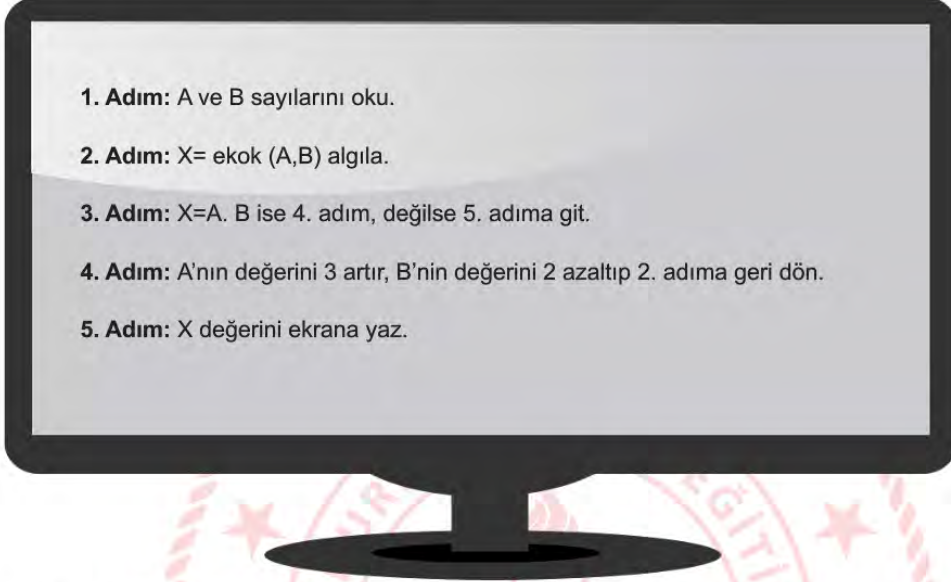 1. Adım: A ve B sayılarını oku.
2. Adım: X= ekok (A,B) algıla.
3. Adım: X=A. B ise 4. adım, değilse 5. adıma git.
4. Adım: A’nın değerini 3 artır, B’nin değerini 2 azaltıp 2. adıma geri dön.
5. Adım: X değerini ekrana yaz.